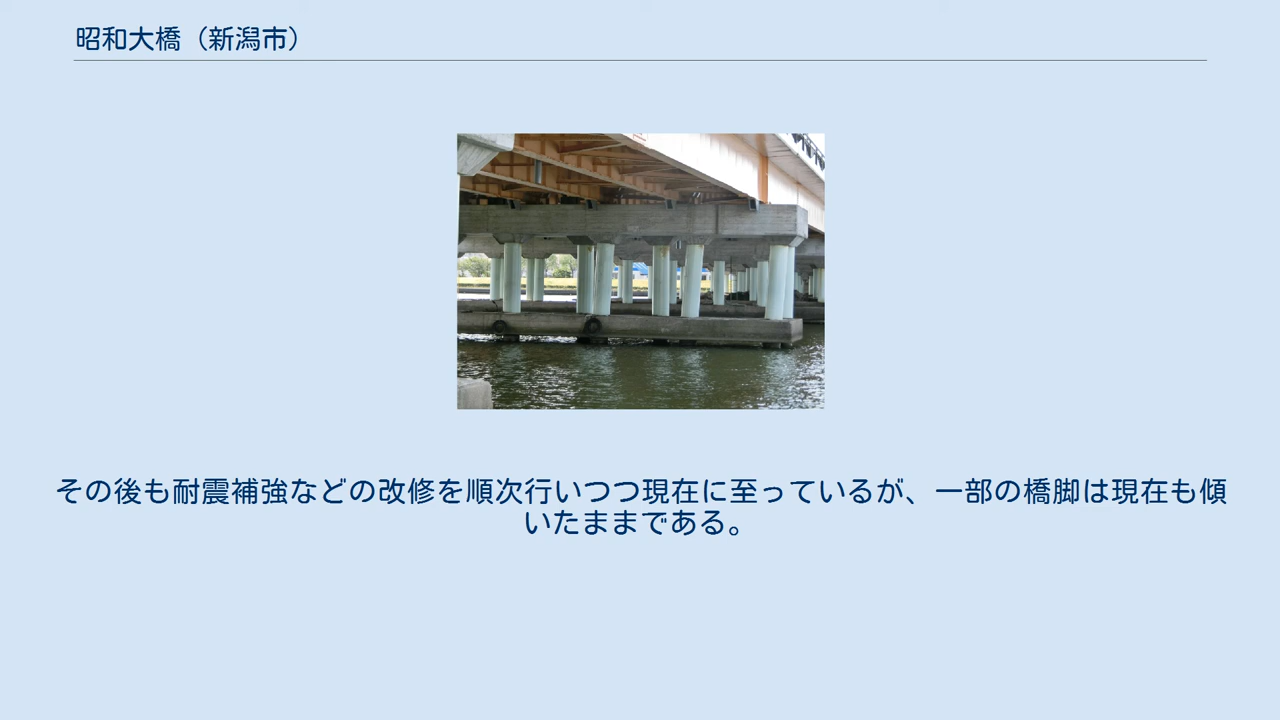 昭和大橋（新潟市）
その後も耐震補強などの改修を順次行いつつ現在に至っているが、一部の橋脚は現在も傾
いたままである。